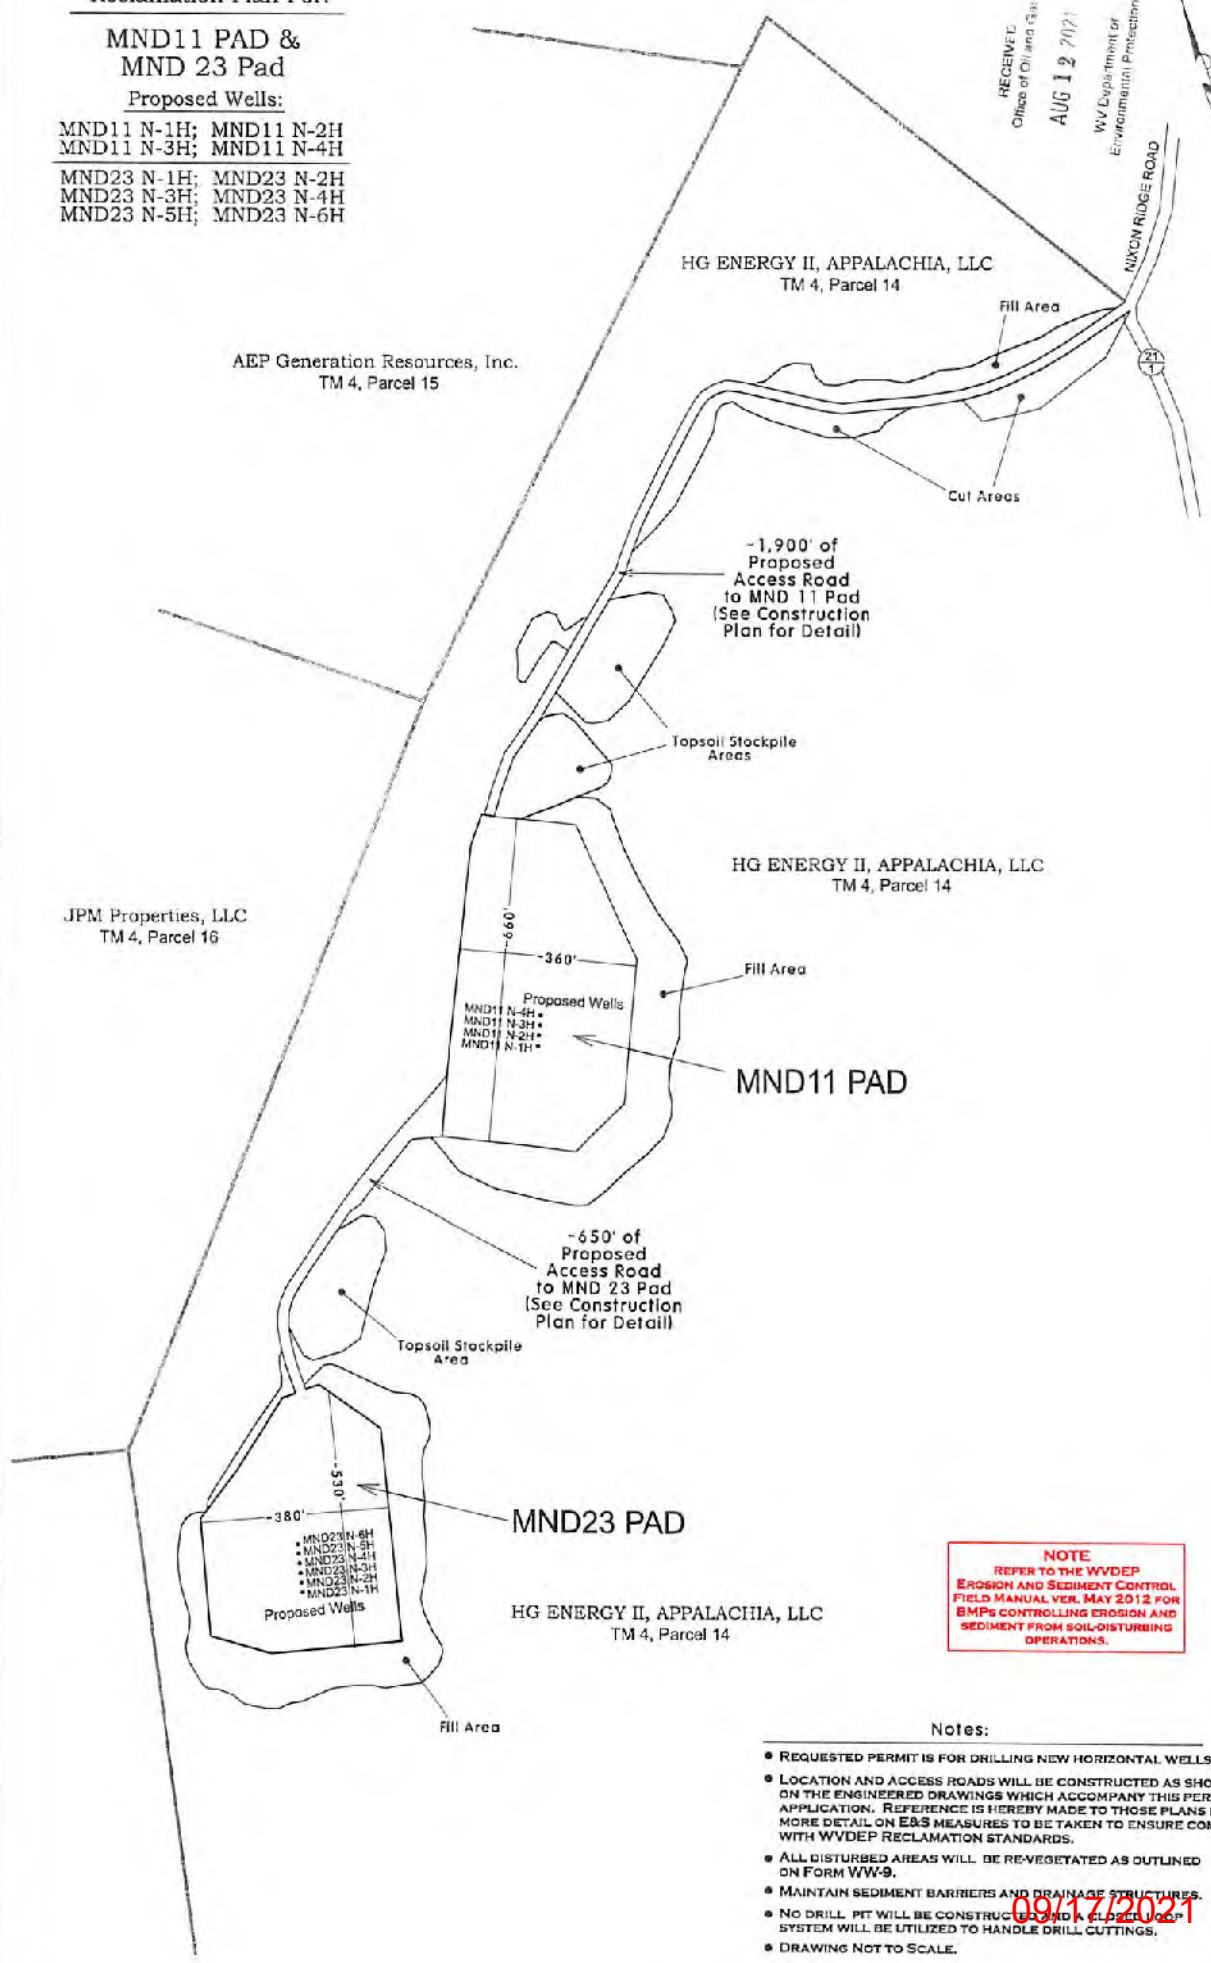 Reclamation Plan For:
MND11 PAD &
MND 23 Pad
Proposed Wells:
MND11 N-1H; MND11 N-2H
MND11 N-3H; MND11 N-4H
MND23 N-1H; MND23 N-2H
MND23 N-3H; MND23 N-4H
MND23 N-5H; MND23 N-6H
RECEIVED
Office of Oil and Gas
AUG 12 2021
WV Department of
Environmental Protection
NIXON RIDGE ROAD
HG ENERGY II, APPALACHIA, LLC
TM 4, Parcel 14
Fill Area
21
1
AEP Generation Resources, Inc.
TM 4, Parcel 15
Cut Areas
~1,900' of
Proposed
Access Road
to MND 11 Pad
(See Construction
Plan for Detail)
Topsoil Stockpile
Areas
HG ENERGY II, APPALACHIA, LLC
TM 4, Parcel 14
JPM Properties, LLC
TM 4, Parcel 16
~660'
~360'
Fill Area
Proposed Wells
MND11 N-4H
MND11 N-3H
MND11 N-2H
MND11 N-1H
MND11 PAD
~650' of
Proposed
Access Road
to MND 23 Pad
(See Construction
Plan for Detail)
Topsoil Stockpile
Area
~530'
~380'
MND23 PAD
MND23 N-6H
MND23 N-5H
MND23 N-4H
MND23 N-3H
MND23 N-2H
MND23 N-1H
Proposed Wells
HG ENERGY II, APPALACHIA, LLC
TM 4, Parcel 14
Fill Area
NOTE
REFER TO THE WVDEP
EROSION AND SEDIMENT CONTROL
FIELD MANUAL VER. MAY 2012 FOR
BMPS CONTROLLING EROSION AND
SEDIMENT FROM SOIL-DISTURBING
OPERATIONS.
Notes:
• REQUESTED PERMIT IS FOR DRILLING NEW HORIZONTAL WELLS
• LOCATION AND ACCESS ROADS WILL BE CONSTRUCTED AS SHO
ON THE ENGINEERED DRAWINGS WHICH ACCOMPANY THIS PER
APPLICATION. REFERENCE IS HEREBY MADE TO THOSE PLANS
MORE DETAIL ON E&S MEASURES TO BE TAKEN TO ENSURE COM
WITH WVDEP RECLAMATION STANDARDS.
• ALL DISTURBED AREAS WILL BE RE-VEGETATED AS OUTLINED
ON FORM WW-9.
• MAINTAIN SEDIMENT BARRIERS AND DRAINAGE STRUCTURES.
• NO DRILL PIT WILL BE CONSTRUCTED AND A CLOSED LOOP
SYSTEM WILL BE UTILIZED TO HANDLE DRILL CUTTINGS.
• DRAWING NOT TO SCALE.
09/17/2021